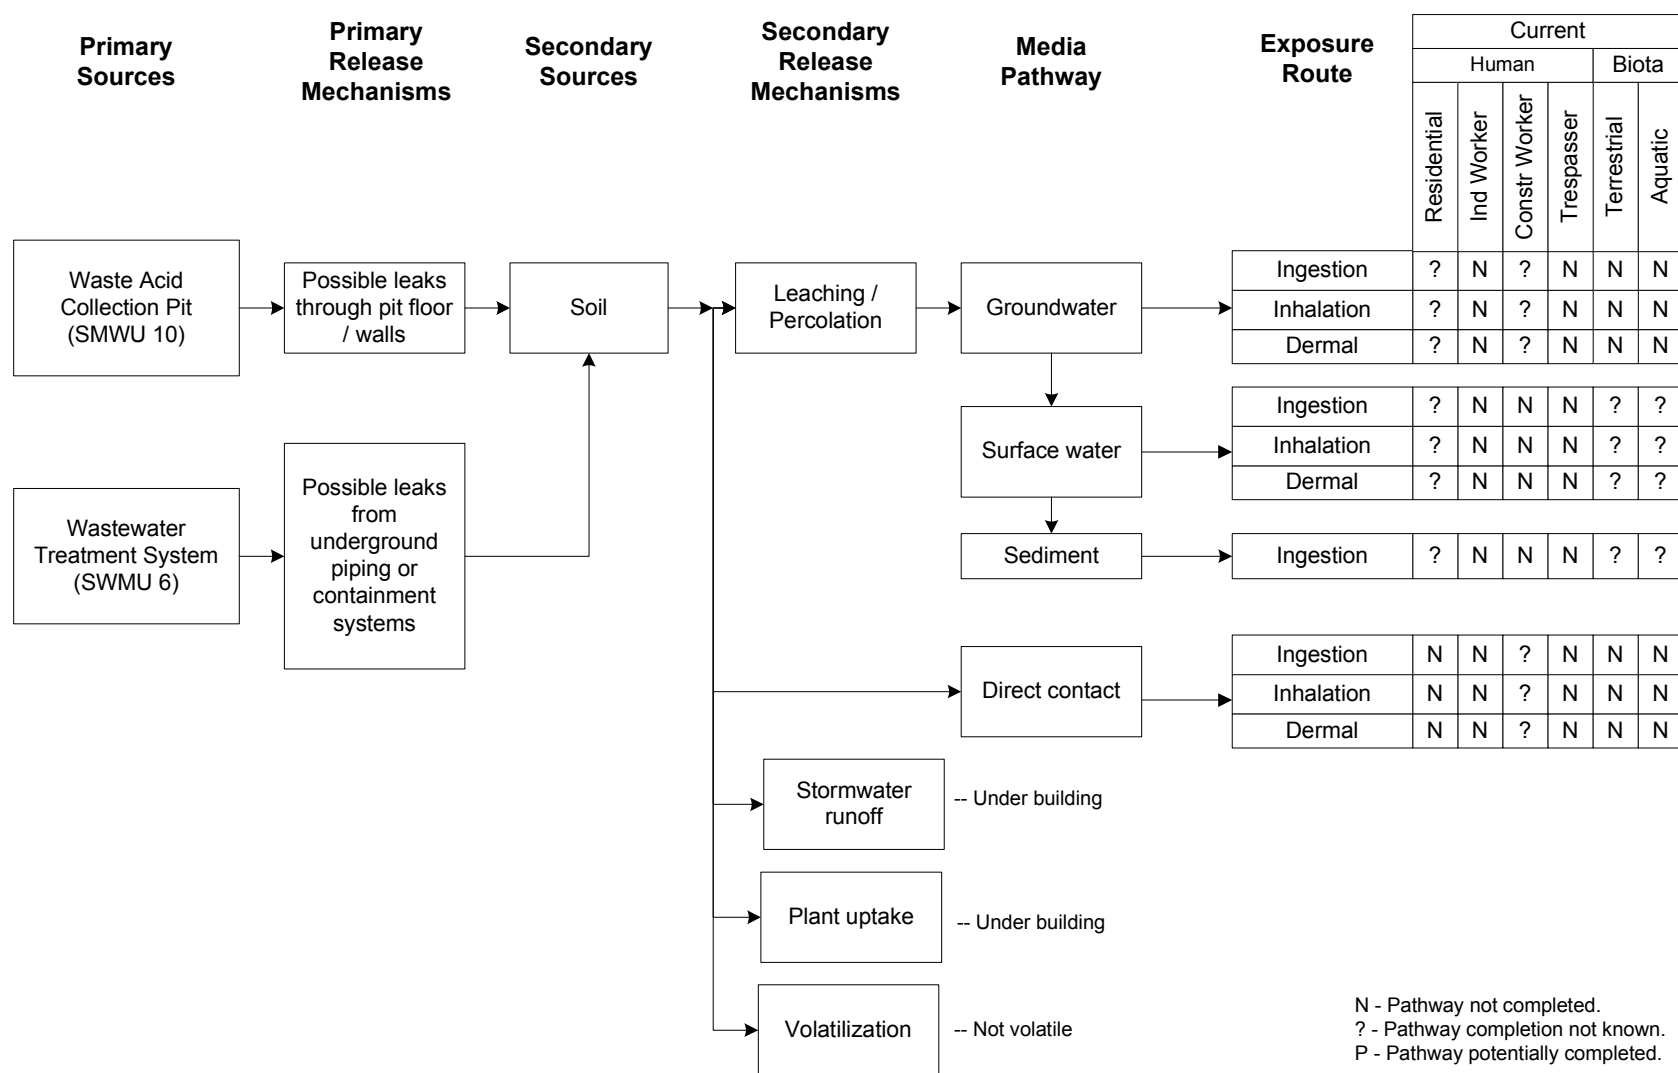 Primary
Sources
Primary
Release
Mechanisms
Secondary
Sources
Secondary
Release
Mechanisms
Media
Pathway
Exposure
Route
Current
Human
Biota
Residential
Ind Worker
Constr Worker
Trespasser
Terrestrial
Aquatic
Waste Acid
Collection Pit
(SMWU 10)
Possible leaks
through pit floor
/ walls
Soil
Leaching /
Percolation
Groundwater
Ingestion ? N ? N N N
Inhalation ? N ? N N N
Dermal ? N ? N N N
Surface water
Ingestion ? N N N ? ?
Inhalation ? N N N ? ?
Dermal ? N N N ? ?
Wastewater
Treatment System
(SWMU 6)
Possible leaks
from
underground
piping or
containment
systems
Sediment
Ingestion ? N N N ? ?
Direct contact
Ingestion N N ? N N N
Inhalation N N ? N N N
Dermal N N ? N N N
Stormwater
runoff
-- Under building
Plant uptake
-- Under building
Volatilization
-- Not volatile
N - Pathway not completed.
? - Pathway completion not known.
P - Pathway potentially completed.